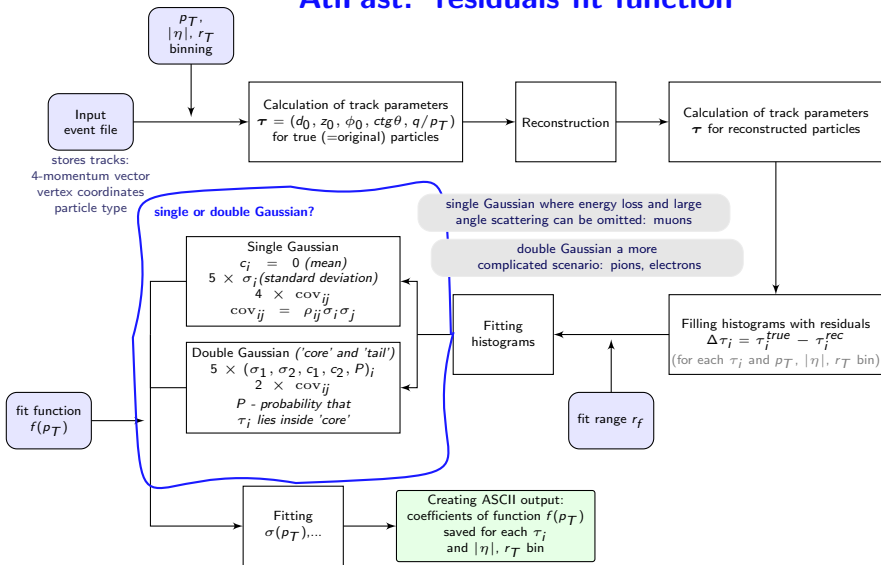 AtlFast: residuals fit function
p_T,
|η|, r_T
binning
Input
event file
stores tracks:
4-momentum vector
vertex coordinates
particle type
Calculation of track parameters
τ = (d_0, z_0, ϕ_0, ctgθ, q/p_T)
for true (=original) particles
Reconstruction
Calculation of track parameters
τ for reconstructed particles
single or double Gaussian?
single Gaussian where energy loss and large
angle scattering can be omitted: muons
double Gaussian a more
complicated scenario: pions, electrons
Single Gaussian
c_i = 0 (mean)
5 × σ_i (standard deviation)
4 × cov_ij
cov_ij = ρ_ij σ_i σ_j
Double Gaussian ('core' and 'tail')
5 × (σ_1, σ_2, c_1, c_2, P)_i
2 × cov_ij
P - probability that
τ_i lies inside 'core'
Fitting
histograms
Filling histograms with residuals
Δτ_i = τ_i^true − τ_i^rec
(for each τ_i and p_T, |η|, r_T bin)
fit range r_f
fit function
f(p_T)
Fitting
σ(p_T),...
Creating ASCII output:
coefficients of function f(p_T)
saved for each τ_i
and |η|, r_T bin